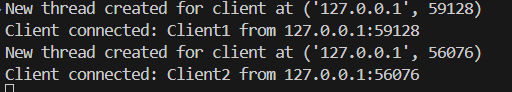 New thread created for client at ('127.0.0.1', 59128)
Client connected: Client1 from 127.0.0.1:59128
New thread created for client at ('127.0.0.1', 56076)
Client connected: Client2 from 127.0.0.1:56076